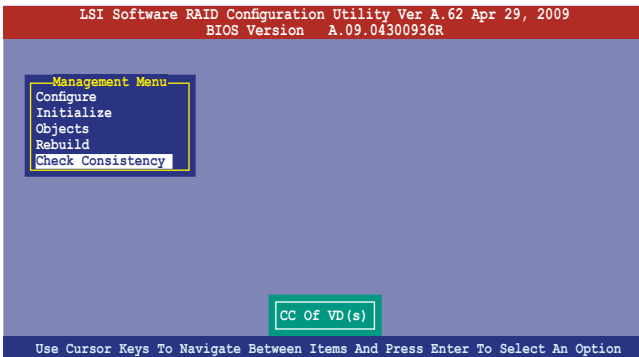 LSI Software RAID Configuration Utility Ver A.62 Apr 29, 2009
BIOS Version A.09.04300936R
Management Menu
Configure
Initialize
Objects
Rebuild
Check Consistency
CC Of VD(s)
Use Cursor Keys To Navigate Between Items And Press Enter To Select An Option